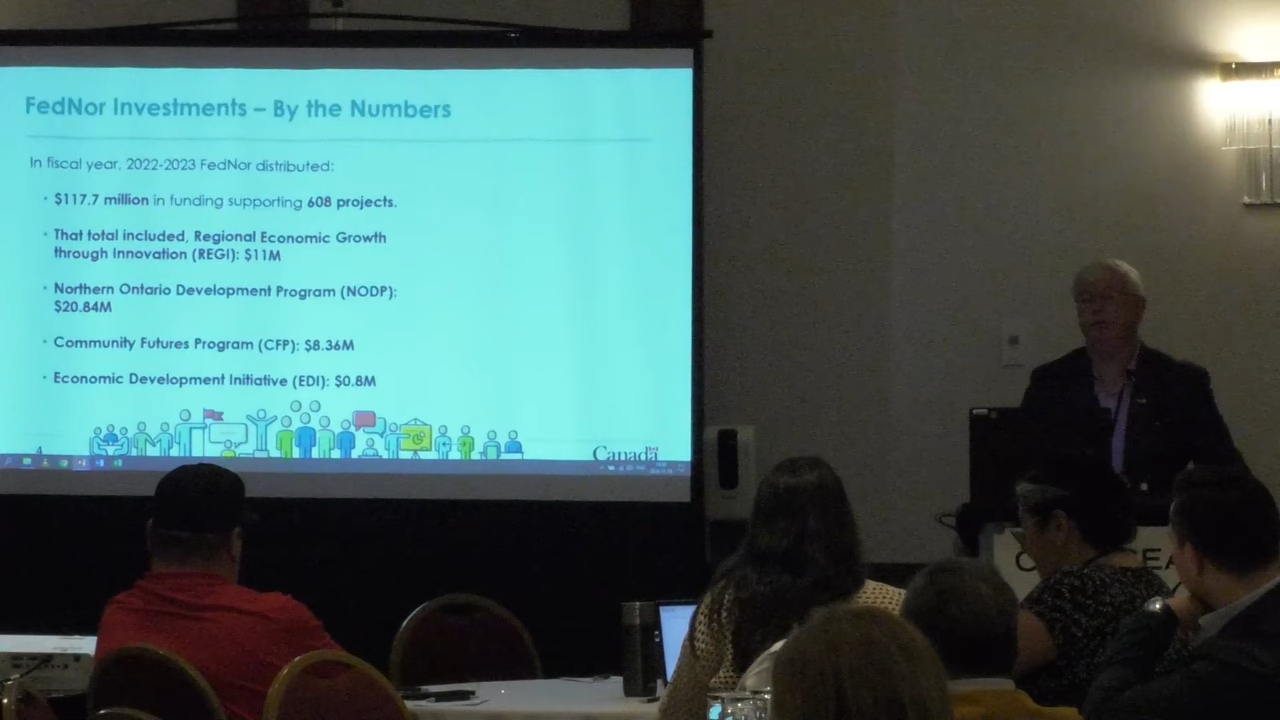 FedNor Investments – By the Numbers
In fiscal year, 2022-2023 FedNor distributed:
• $117.7 million in funding supporting 608 projects.
• That total included, Regional Economic Growth
through Innovation (REGI): $11M
• Northern Ontario Development Program (NODP):
$20.84M
• Community Futures Program (CFP): $8.36M
• Economic Development Initiative (EDI): $0.8M
Canada